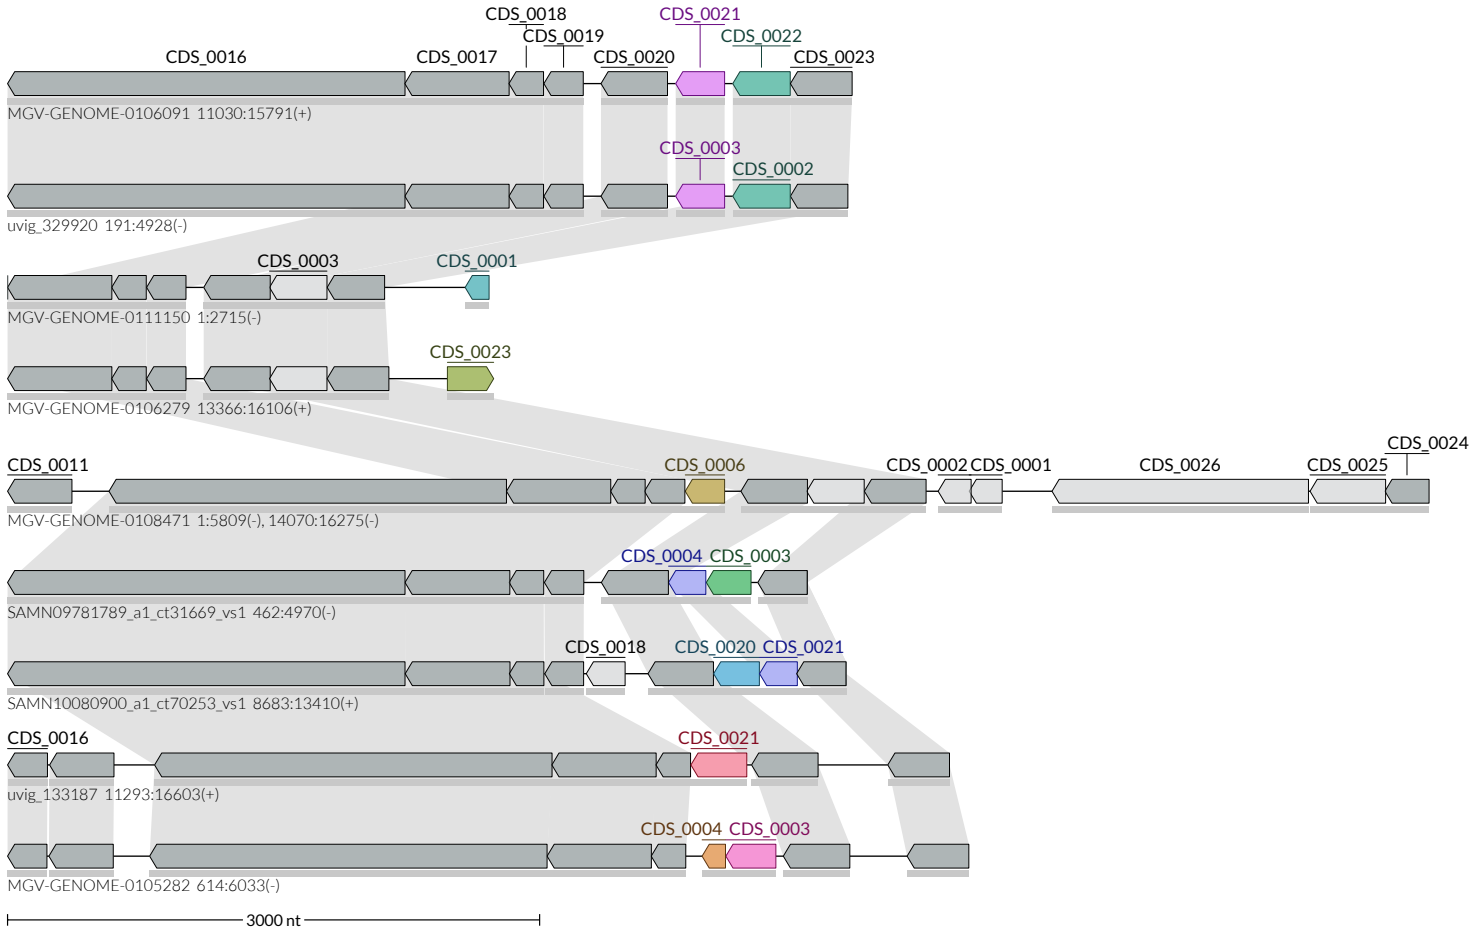 CDS_0018 CDS_0021
CDS_0019 CDS_0022
CDS_0016 CDS_0017 CDS_0020 CDS_0023
MGV-GENOME-0106091 11030:15791(+)
CDS_0003
CDS_0002
uvig_329920 191:4928(-)
CDS_0003 CDS_0001
MGV-GENOME-0111150 1:2715(-)
CDS_0023
MGV-GENOME-0106279 13366:16106(+)
CDS_0024
CDS_0011 CDS_0006 CDS_0002 CDS_0001 CDS_0026 CDS_0025
MGV-GENOME-0108471 1:5809(-), 14070:16275(-)
CDS_0004 CDS_0003
SAMN09781789_a1_ct31669_vs1 462:4970(-)
CDS_0018 CDS_0020 CDS_0021
SAMN10080900_a1_ct70253_vs1 8683:13410(+)
CDS_0016 CDS_0021
uvig_133187 11293:16603(+)
CDS_0004 CDS_0003
MGV-GENOME-0105282 614:6033(-)
3000 nt